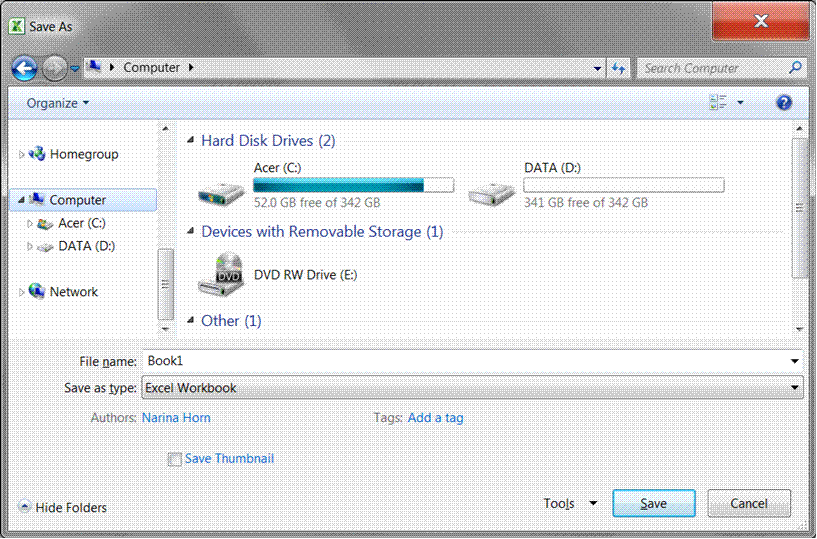 Save As
Computer
Search Computer
Organize
Homegroup
Computer
Acer (C:)
DATA (D:)
Network
Hard Disk Drives (2)
Acer (C:)
52.0 GB free of 342 GB
DATA (D:)
341 GB free of 342 GB
Devices with Removable Storage (1)
DVD
DVD RW Drive (E:)
Other (1)
File name: Book1
Save as type: Excel Workbook
Authors: Narina Horn Tags: Add a tag
Save Thumbnail
Hide Folders Tools Save Cancel